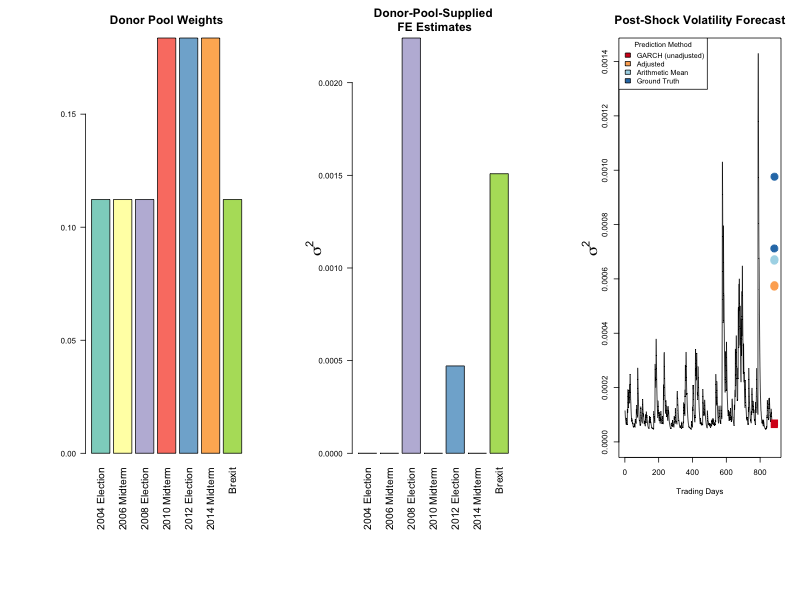 Donor Pool Weights
0.15
0.10
0.05
0.00
2004 Election
2006 Midterm
2008 Election
2010 Midterm
2012 Election
2014 Midterm
Brexit
Donor-Pool-Supplied
FE Estimates
σ2
0.0020
0.0015
0.0010
0.0005
0.0000
2004 Election
2006 Midterm
2008 Election
2010 Midterm
2012 Election
2014 Midterm
Brexit
Post-Shock Volatility Forecast
σ2
0.0014
0.0012
0.0010
0.0008
0.0006
0.0004
0.0002
0.0000
Prediction Method
GARCH (unadjusted)
Adjusted
Arithmetic Mean
Ground Truth
0 200 400 600 800
Trading Days